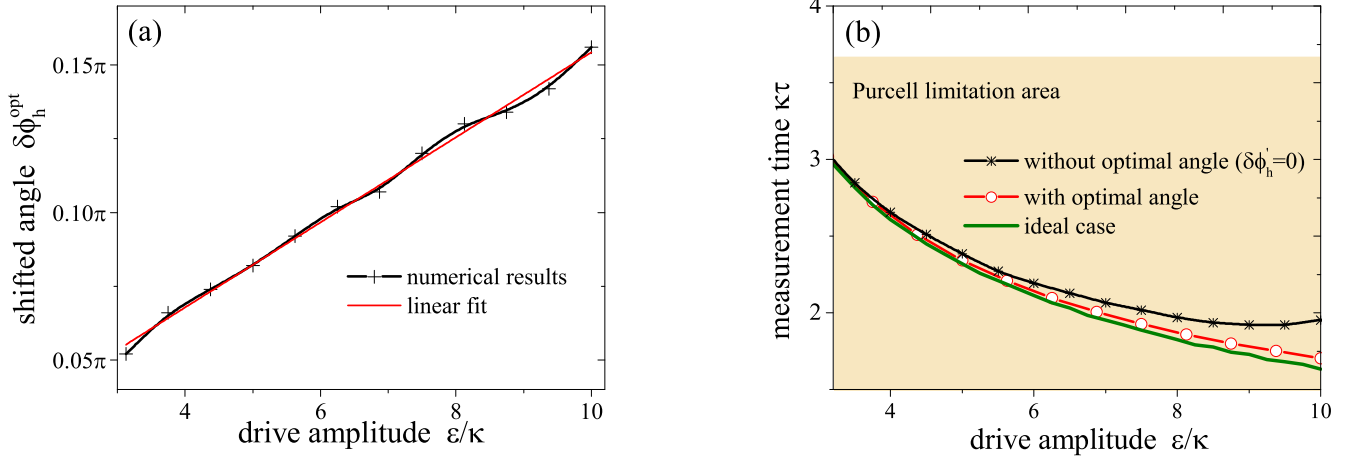 (a)
shifted angle δϕ_h^opt
0.15π
0.10π
0.05π
numerical results
linear fit
4
6
8
10
drive amplitude ε/κ
(b)
measurement time κτ
4
3
2
Purcell limitation area
without optimal angle (δϕ_h^'=0)
with optimal angle
ideal case
4
6
8
10
drive amplitude ε/κ